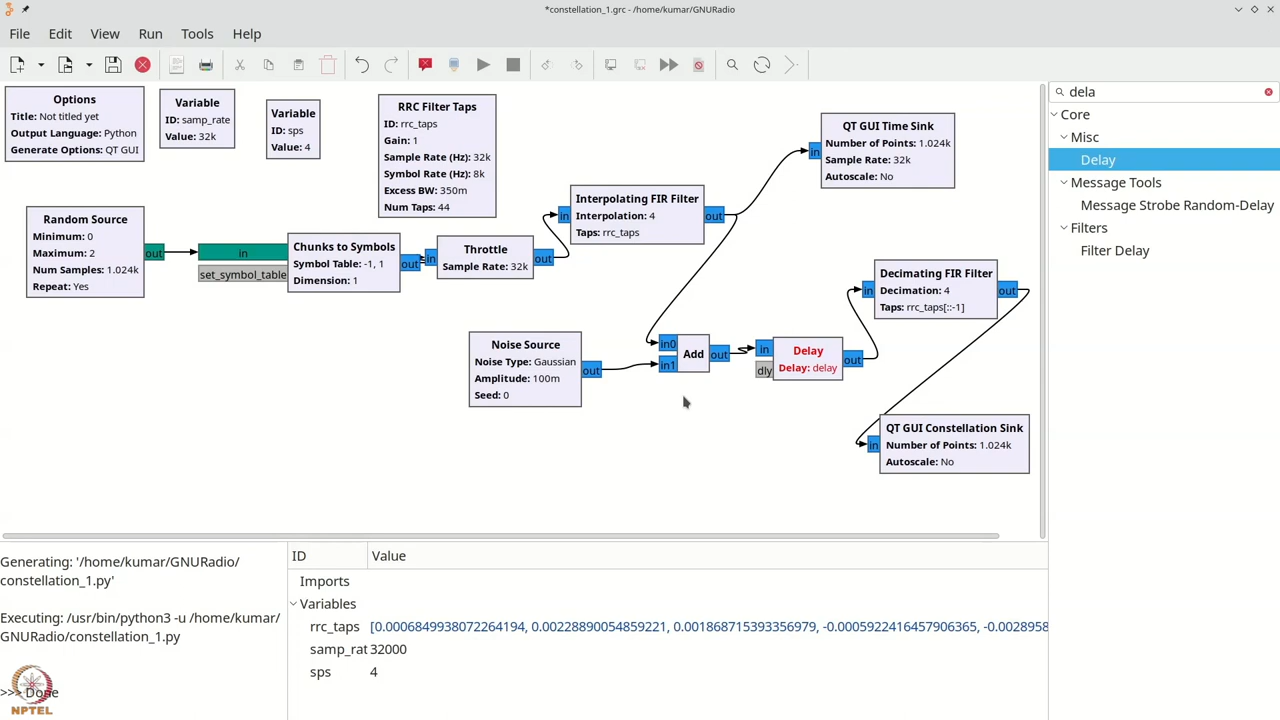 *constellation_1.grc - /home/kumar/GNURadio
File Edit View Run Tools Help
Options
Title: Not titled yet
Output Language: Python
Generate Options: QT GUI
Variable
ID: samp_rate
Value: 32k
Variable
ID: sps
Value: 4
RRC Filter Taps
ID: rrc_taps
Gain: 1
Sample Rate (Hz): 32k
Symbol Rate (Hz): 8k
Excess BW: 350m
Num Taps: 44
QT GUI Time Sink
Number of Points: 1.024k
Sample Rate: 32k
Autoscale: No
in
Interpolating FIR Filter
Interpolation: 4
Taps: rrc_taps
in
out
Random Source
Minimum: 0
Maximum: 2
Num Samples: 1.024k
Repeat: Yes
out
in
set_symbol_table
Chunks to Symbols
Symbol Table: -1, 1
Dimension: 1
out
in
Throttle
Sample Rate: 32k
out
Decimating FIR Filter
Decimation: 4
Taps: rrc_taps[::-1]
in
out
Noise Source
Noise Type: Gaussian
Amplitude: 100m
Seed: 0
out
in0
in1
Add
out
in
dly
Delay
Delay: delay
out
QT GUI Constellation Sink
Number of Points: 1.024k
Autoscale: No
in
dela
Core
Misc
Delay
Message Tools
Message Strobe Random-Delay
Filters
Filter Delay
Generating: '/home/kumar/GNURadio/
constellation_1.py'
Executing: /usr/bin/python3 -u /home/kumar/
GNURadio/constellation_1.py
>>> Done
NPTEL
ID Value
Imports
Variables
rrc_taps [0.0006849938072264194, 0.00228890054859221, 0.001868715393356979, -0.0005922416457906365, -0.0028958
samp_rat 32000
sps 4